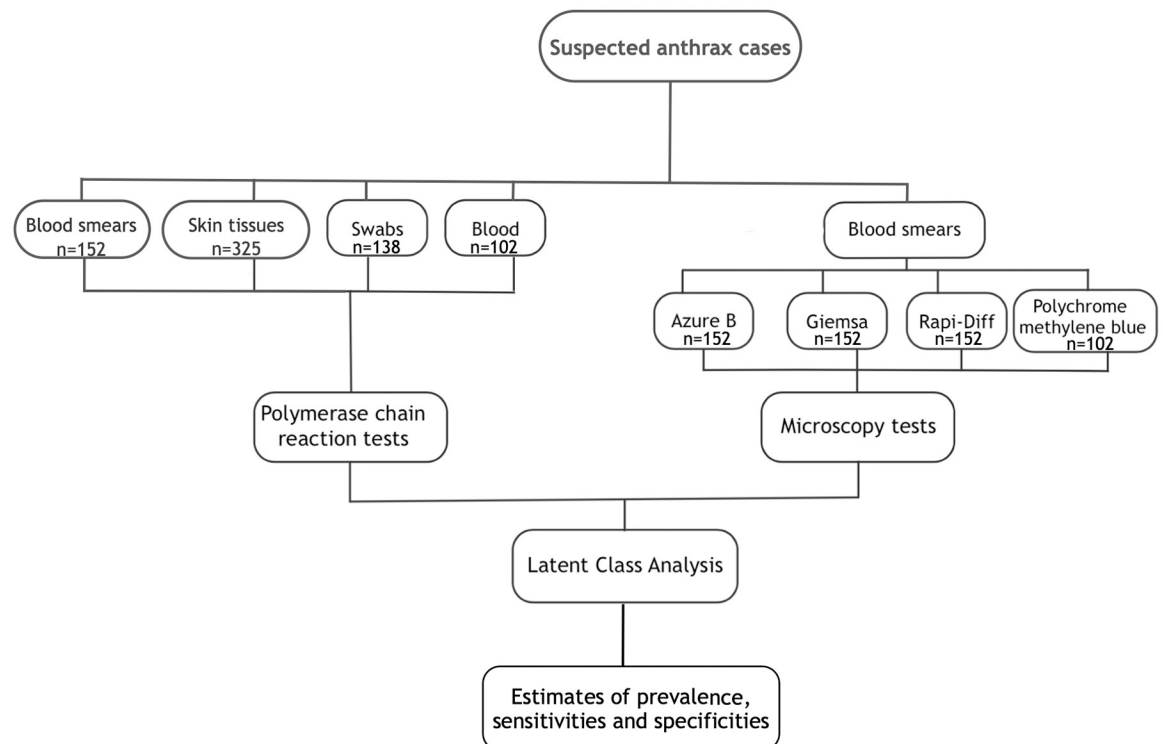 Suspected anthrax cases
Blood smears
n=152
Skin tissues
n=325
Swabs
n=138
Blood
n=102
Blood smears
Azure B
n=152
Giemsa
n=152
Rapi-Diff
n=152
Polychrome
methylene blue
n=102
Polymerase chain
reaction tests
Microscopy tests
Latent Class Analysis
Estimates of prevalence,
sensitivities and specificities